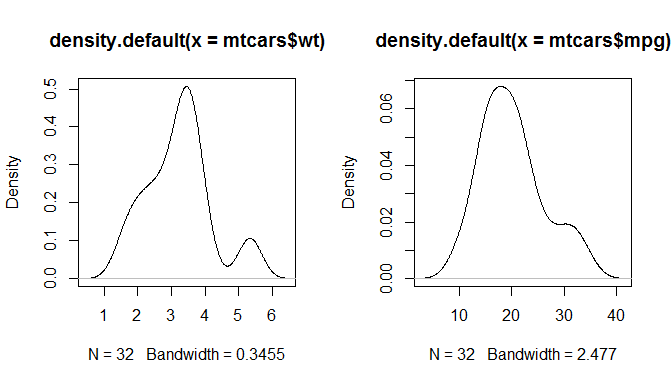 density.default(x = mtcars$wt)
Density
0.0 0.1 0.2 0.3 0.4 0.5
1 2 3 4 5 6
N = 32 Bandwidth = 0.3455
density.default(x = mtcars$mpg)
Density
0.00 0.02 0.04 0.06
10 20 30 40
N = 32 Bandwidth = 2.477